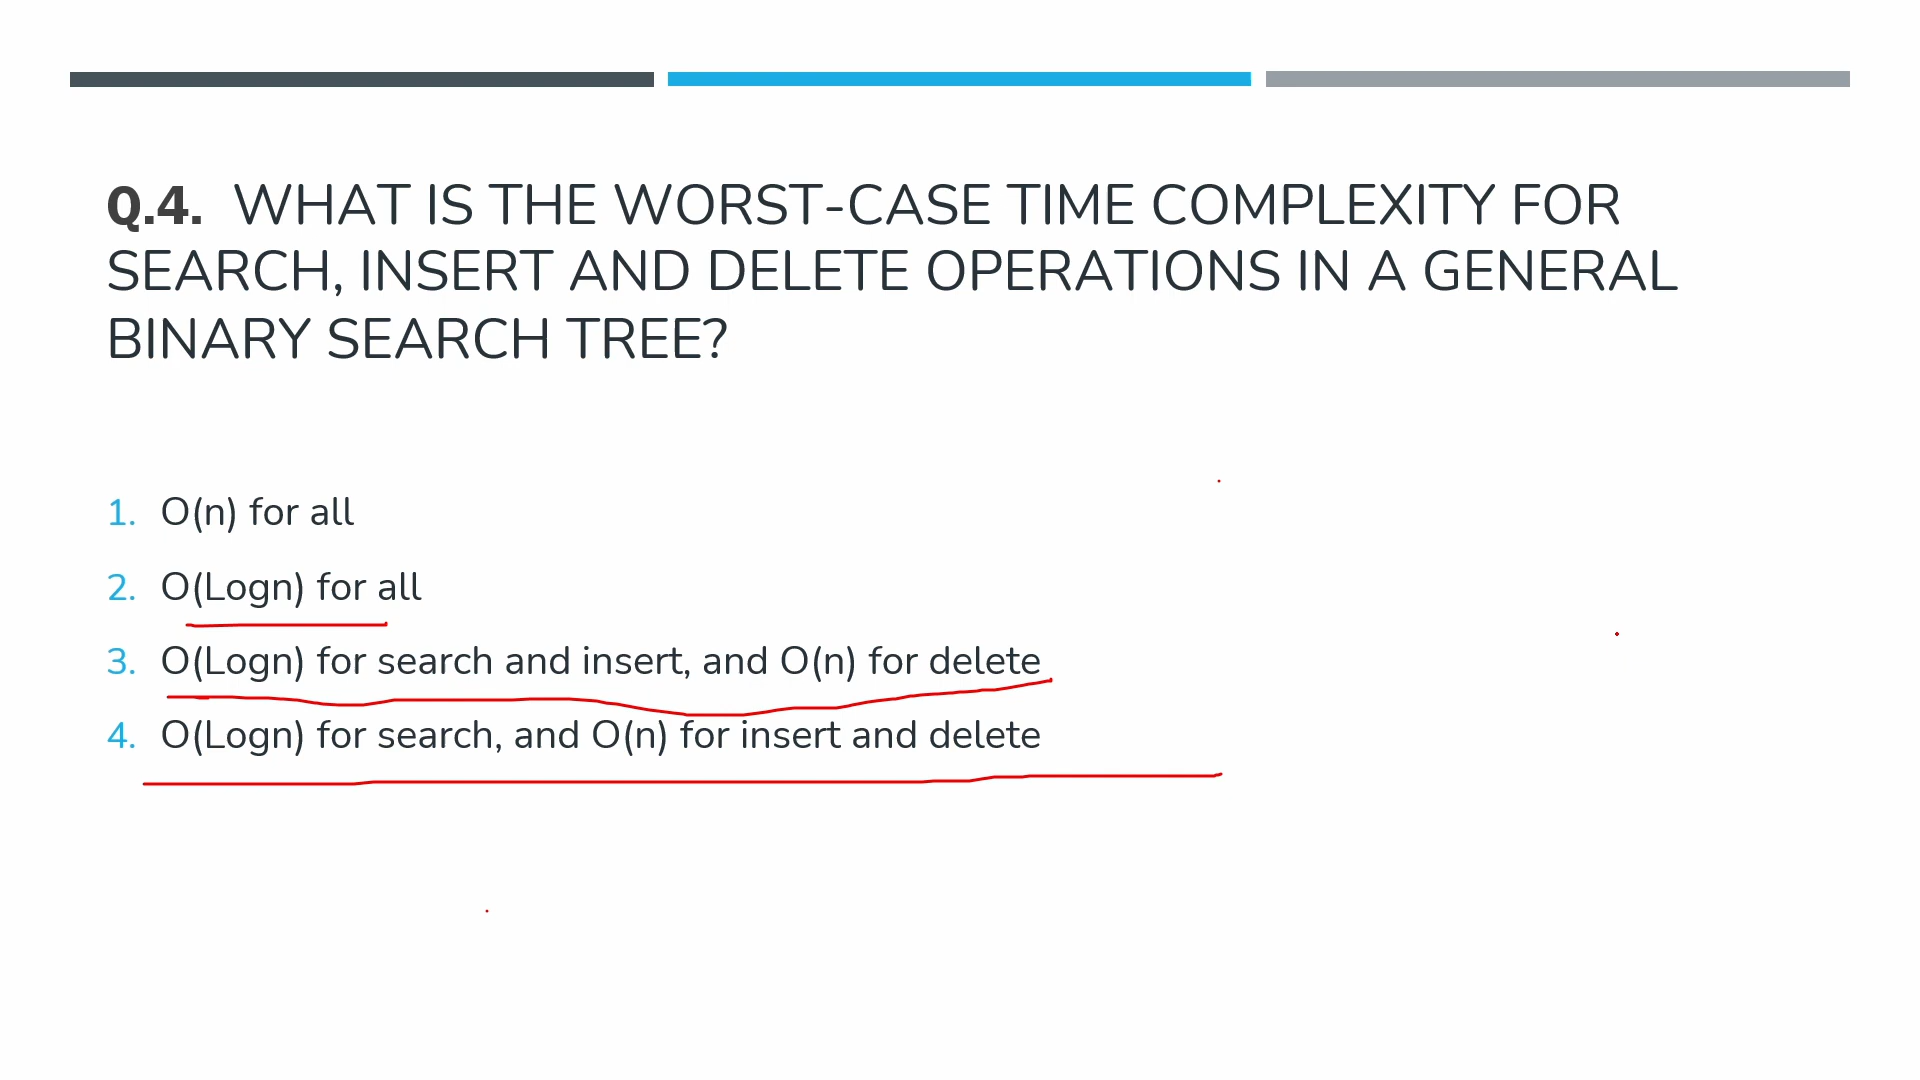 Q.4. WHAT IS THE WORST-CASE TIME COMPLEXITY FOR
SEARCH, INSERT AND DELETE OPERATIONS IN A GENERAL
BINARY SEARCH TREE?
1. O(n) for all
2. O(Logn) for all
3. O(Logn) for search and insert, and O(n) for delete
4. O(Logn) for search, and O(n) for insert and delete